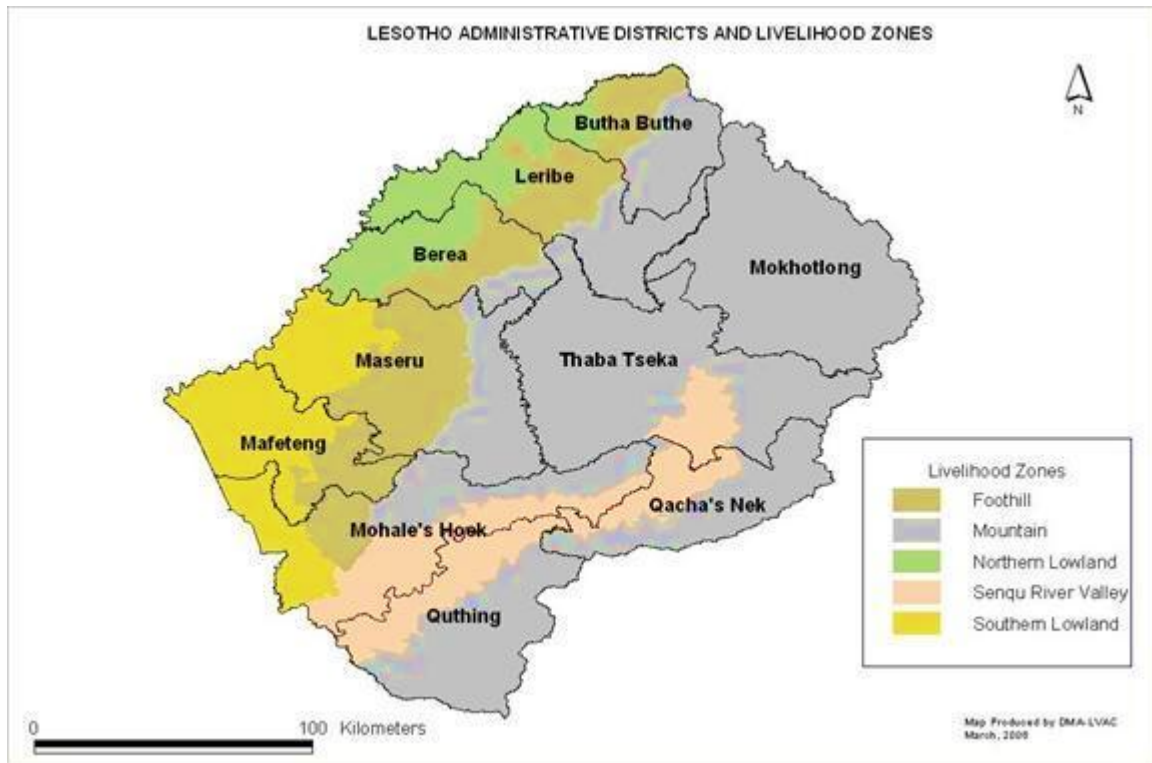 LESOTHO ADMINISTRATIVE DISTRICTS AND LIVELIHOOD ZONES
N
Butha Buthe
Leribe
Berea
Mokhotlong
Maseru
Thaba Tseka
Mafeteng
Mohale's Hoek
Qacha's Nek
Quthing
Livelihood Zones
Foothill
Mountain
Northern Lowland
Senqu River Valley
Southern Lowland
0 100 Kilometers
Map Produced by DMA-LVAC
March,